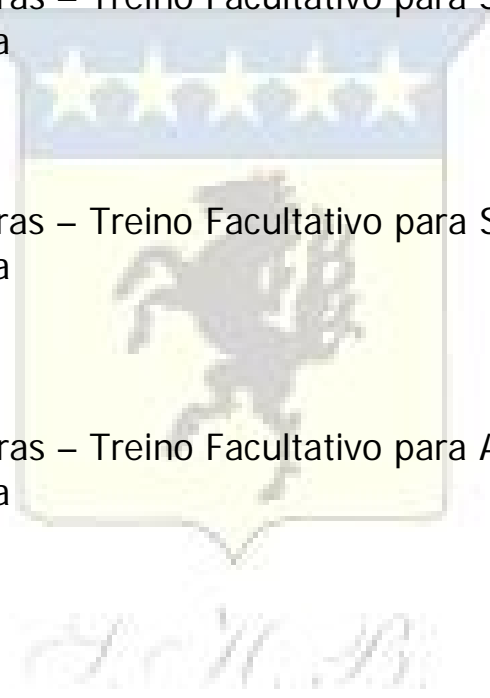 ras – Treino Facultativo para S
a
ras – Treino Facultativo para S
a
ras – Treino Facultativo para A
a
S. H. B.